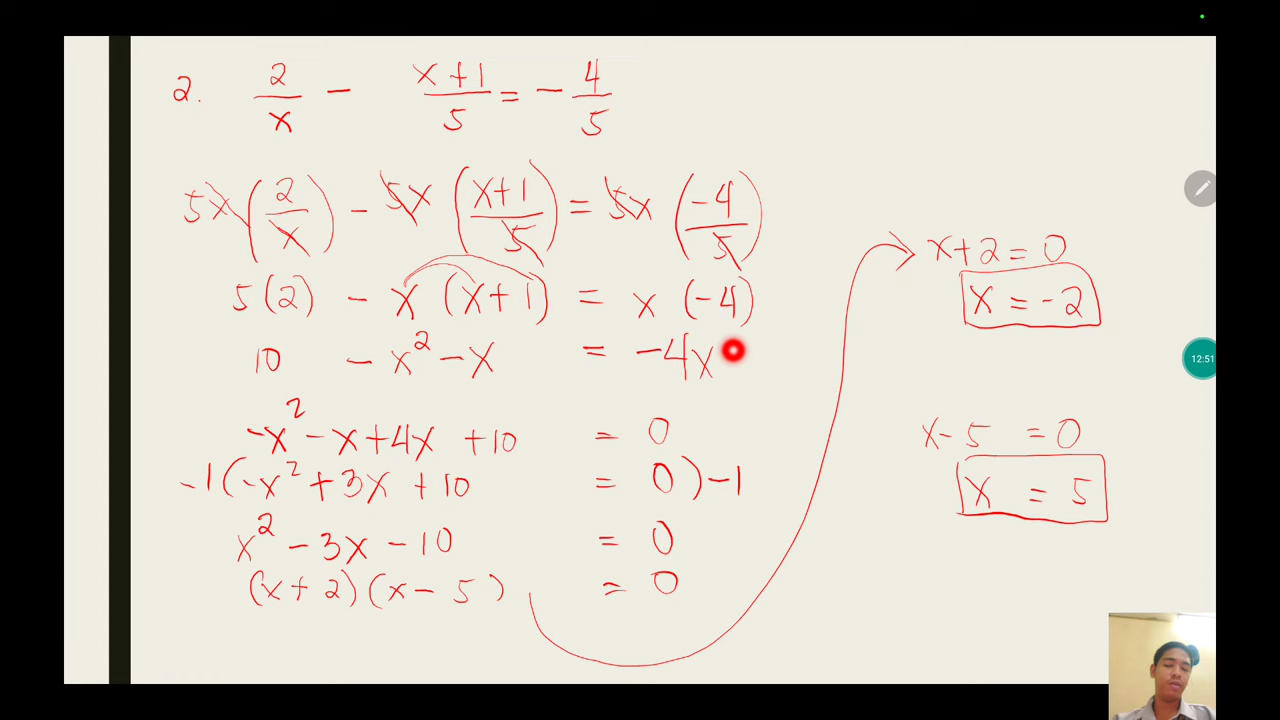 2. 2/x - x+1/5 = - 4/5
5x (2/x) - 5x (x+1/5) = 5x (-4/5)
5(2) - x (x+1) = x (-4)
10 - x² - x = -4x
-x² - x + 4x + 10 = 0
-1(-x² + 3x + 10 = 0) -1
x² - 3x - 10 = 0
(x+2)(x-5) = 0
x+2=0
x = -2
x-5 = 0
x = 5
12:51